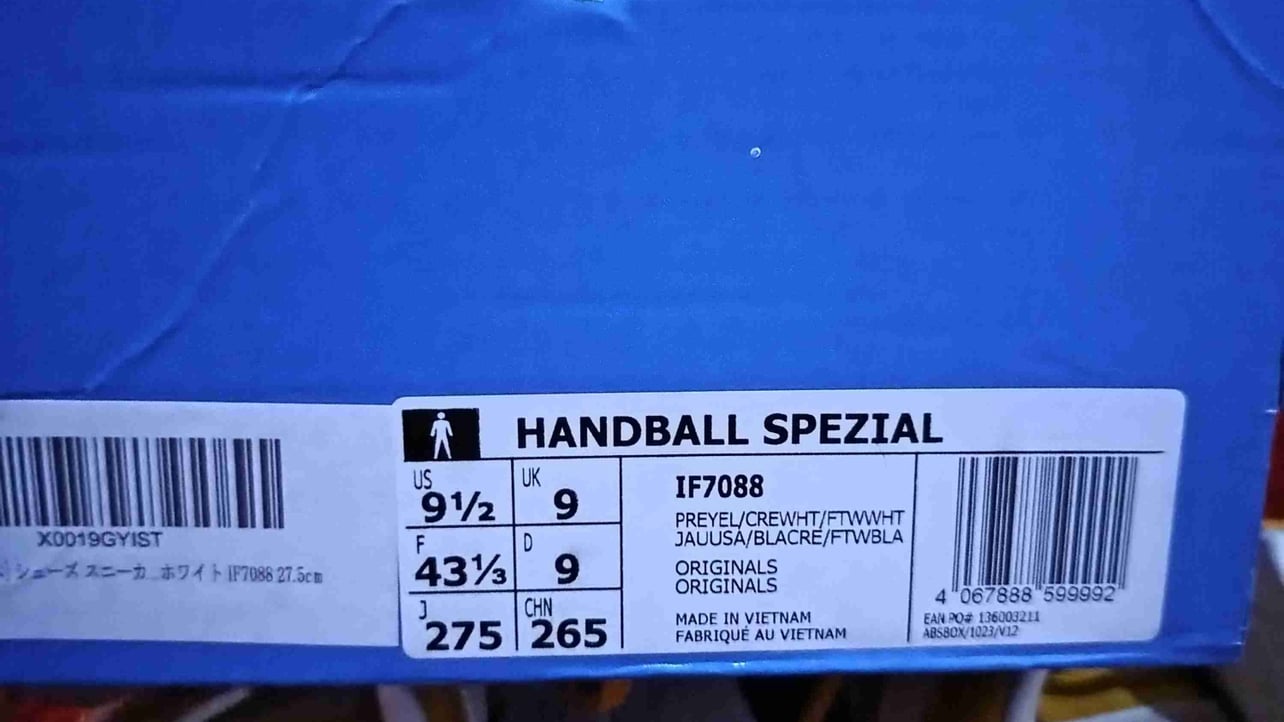 X0019GYIST
シューズ スニーカ ホワイト IF7088 27.5cm
HANDBALL SPEZIAL
US
9½
UK
9
F
43⅓
D
9
J
275
CHN
265
IF7088
PREYEL/CREWHT/FTWWHT
JAUUSA/BLACRE/FTWBLA
ORIGINALS
ORIGINALS
MADE IN VIETNAM
FABRIQUÉ AU VIETNAM
4 067888 599992
EAN PO# 136003211
ABSBOX/1023/V12